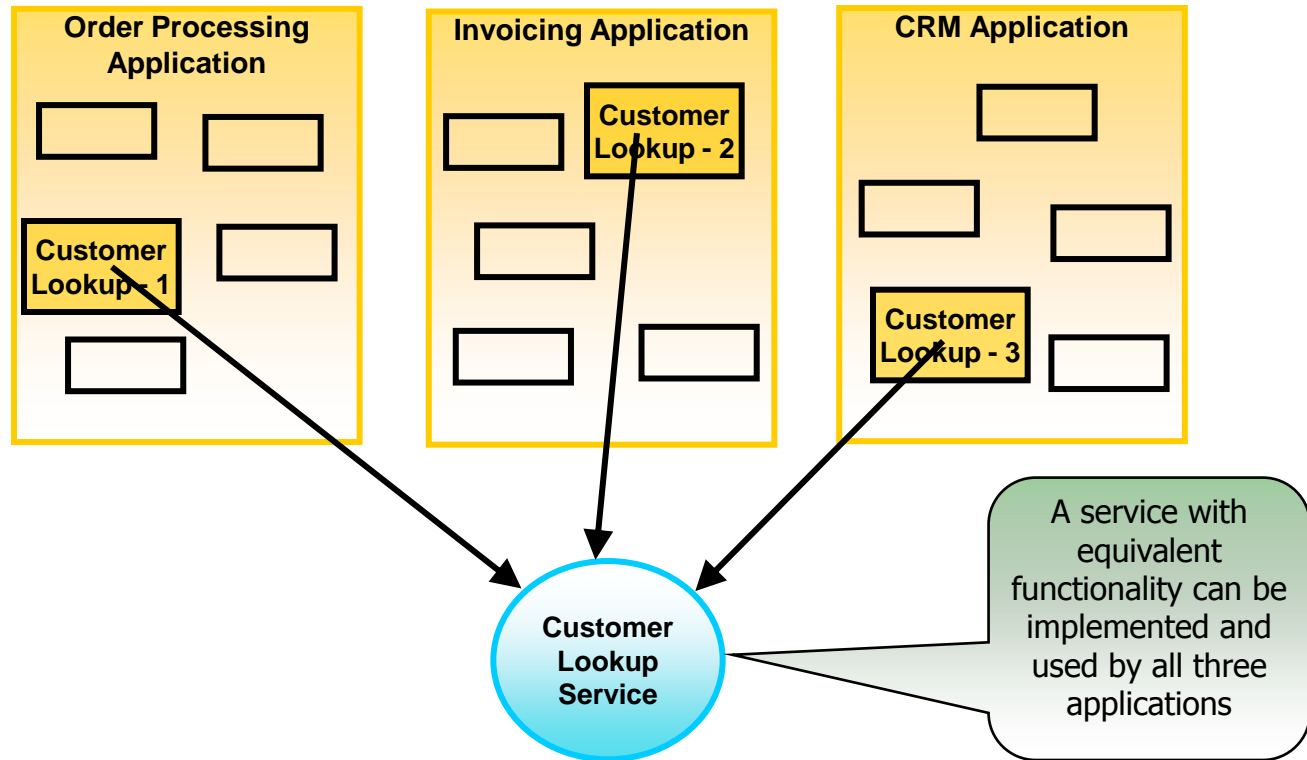 Order Processing
Application
Invoicing Application
CRM Application
Customer
Lookup - 1
Customer
Lookup - 2
Customer
Lookup - 3
Customer
Lookup
Service
A service with
equivalent
functionality can be
implemented and
used by all three
applications